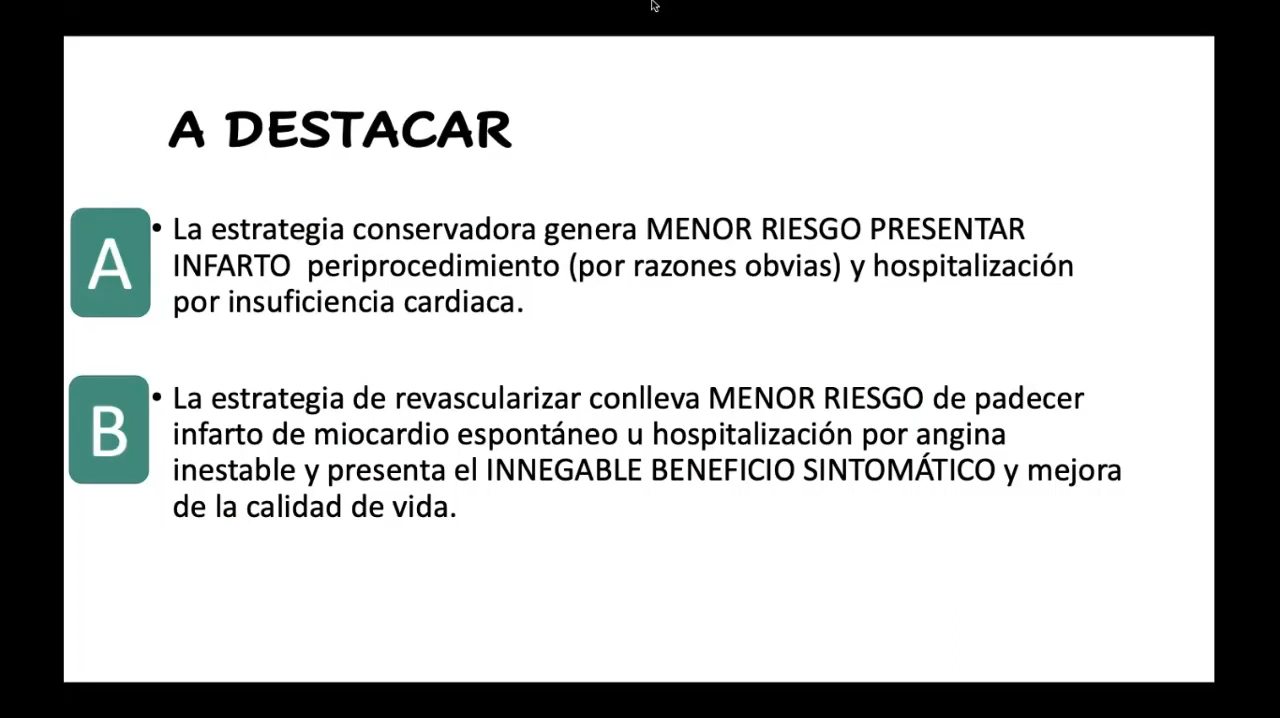 A DESTACAR
A
• La estrategia conservadora genera MENOR RIESGO PRESENTAR
INFARTO periprocedimiento (por razones obvias) y hospitalización
por insuficiencia cardiaca.
B
• La estrategia de revascularizar conlleva MENOR RIESGO de padecer
infarto de miocardio espontáneo u hospitalización por angina
inestable y presenta el INNEGABLE BENEFICIO SINTOMÁTICO y mejora
de la calidad de vida.